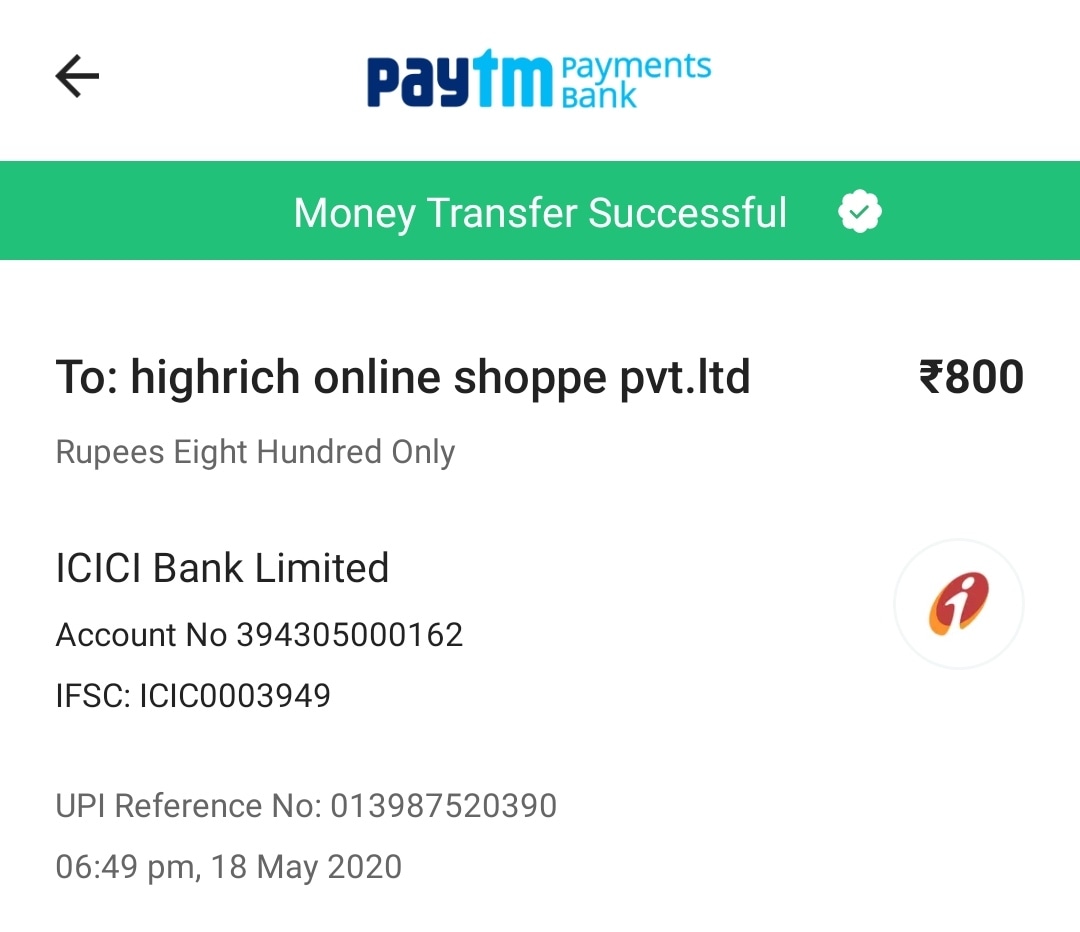 paytm Payments Bank
Money Transfer Successful
To: highrich online shoppe pvt.ltd ₹800
Rupees Eight Hundred Only
ICICI Bank Limited
Account No 394305000162
IFSC: ICIC0003949
UPI Reference No: 013987520390
06:49 pm, 18 May 2020